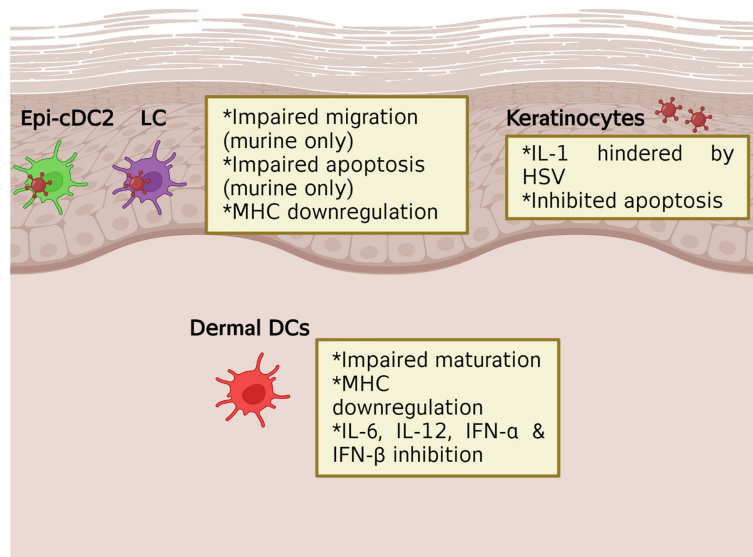 Epi-cDC2 LC
*Impaired migration
(murine only)
*Impaired apoptosis
(murine only)
*MHC downregulation
Keratinocytes
*IL-1 hindered by
HSV
*Inhibited apoptosis
Dermal DCs
*Impaired maturation
*MHC
downregulation
*IL-6, IL-12, IFN-α &
IFN-β inhibition